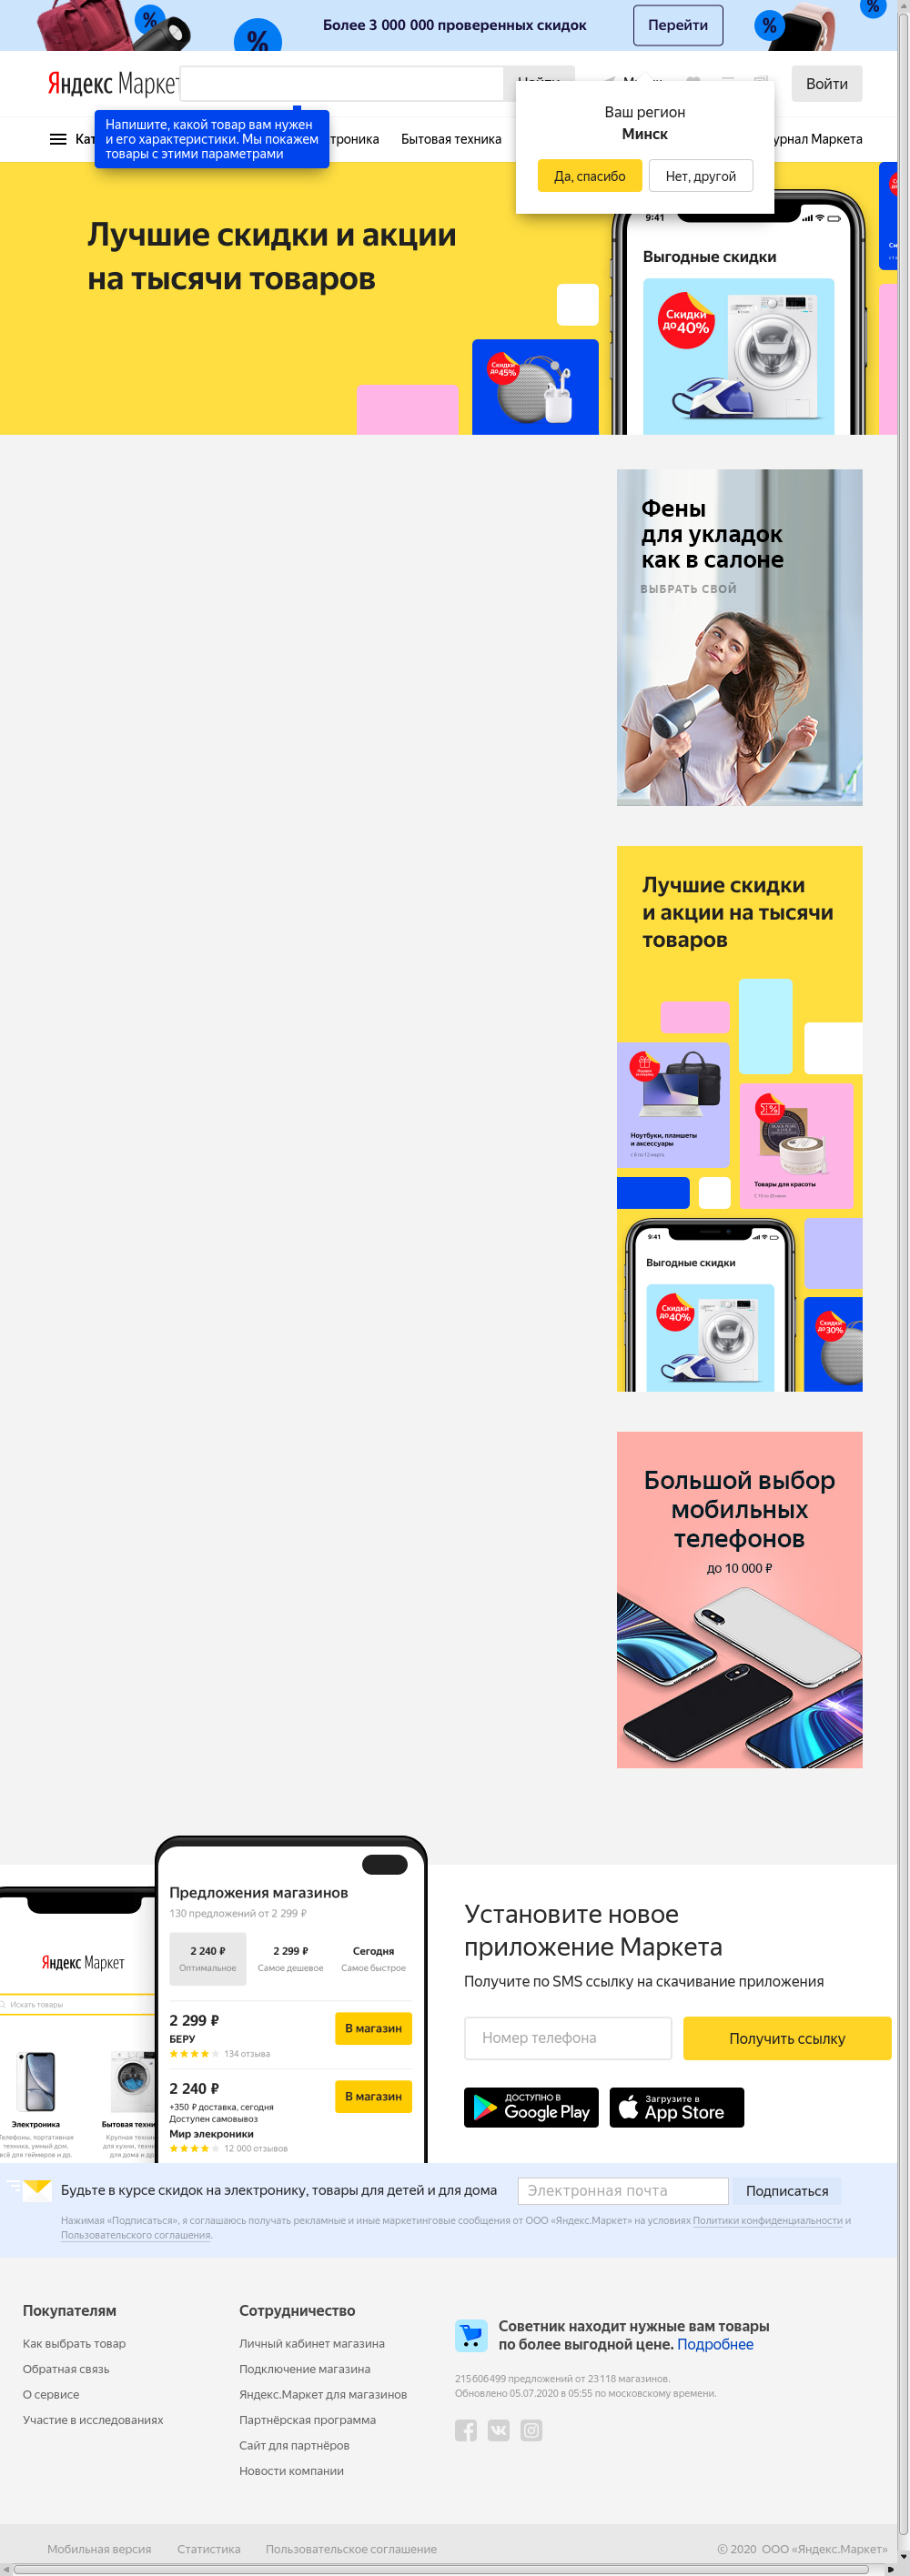 Более 3 000 000 проверенных скидок
Перейти
Яндекс Маркет
Войти
Напишите, какой товар вам нужен
и его характеристики. Мы покажем
товары с этими параметрами
Бытовая техника
Ваш регион
Минск
Да, спасибо
Нет, другой
Маркета
Лучшие скидки и акции
на тысячи товаров
9:41
Выгодные скидки
Скидки
до 40%
Скидки
до 45%
Фены
для укладок
как в салоне
ВЫБРАТЬ СВОЙ
Лучшие скидки
и акции на тысячи
товаров
Ноутбуки, планшеты
и аксессуары
Товары для красоты
9:41
Выгодные скидки
Скидки
до 40%
Скидки
до 30%
Большой выбор
мобильных
телефонов
до 10 000 ₽
Предложения магазинов
130 предложений от 2 299 ₽
2 240 ₽ 2 299 ₽ Сегодня
Оптимальное Самое дешевое Самое быстрое
2 299 ₽
БЕРУ
134 отзыва
В магазин
2 240 ₽
+350 ₽ доставка, сегодня
Доступен самовывоз
Мир элекроники
12 000 отзывов
В магазин
Яндекс Маркет
Искать товары
Электроника
Телефоны, портативная
техника, умный дом,
всё для геймеров и др.
Установите новое
приложение Маркета
Получите по SMS ссылку на скачивание приложения
Номер телефона
Получить ссылку
ДОСТУПНО В
Google Play
Загрузите в
App Store
Будьте в курсе скидок на электронику, товары для детей и для дома
Электронная почта
Подписаться
Нажимая «Подписаться», я соглашаюсь получать рекламные и иные маркетинговые сообщения от ООО «Яндекс.Маркет» на условиях Политики конфиденциальности и
Пользовательского соглашения.
Покупателям
Как выбрать товар
Обратная связь
О сервисе
Участие в исследованиях
Сотрудничество
Личный кабинет магазина
Подключение магазина
Яндекс.Маркет для магазинов
Партнёрская программа
Сайт для партнёров
Новости компании
Советник находит нужные вам товары
по более выгодной цене. Подробнее
215 606 499 предложений от 23 118 магазинов.
Обновлено 05.07.2020 в 05:55 по московскому времени.
Мобильная версия Статистика Пользовательское соглашение
© 2020 ООО «Яндекс.Маркет»